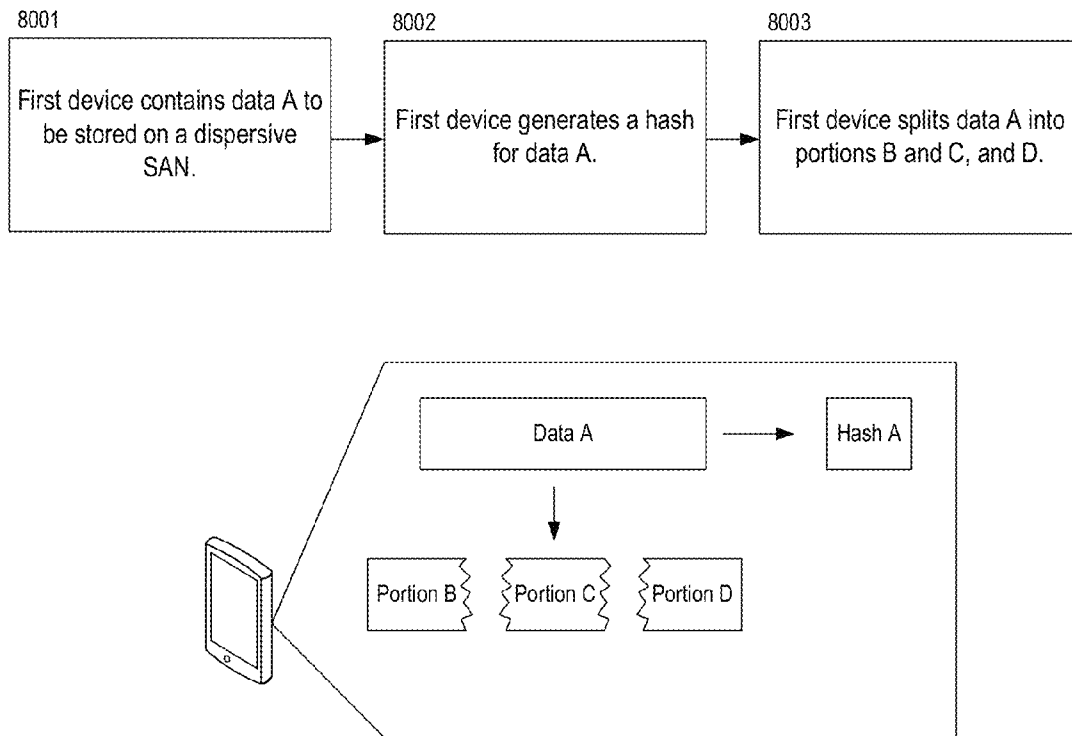 8001
First device contains data A to
be stored on a dispersive
SAN.
8002
First device generates a hash
for data A.
8003
First device splits data A into
portions B and C, and D.
Data A
Hash A
Portion B
Portion C
Portion D